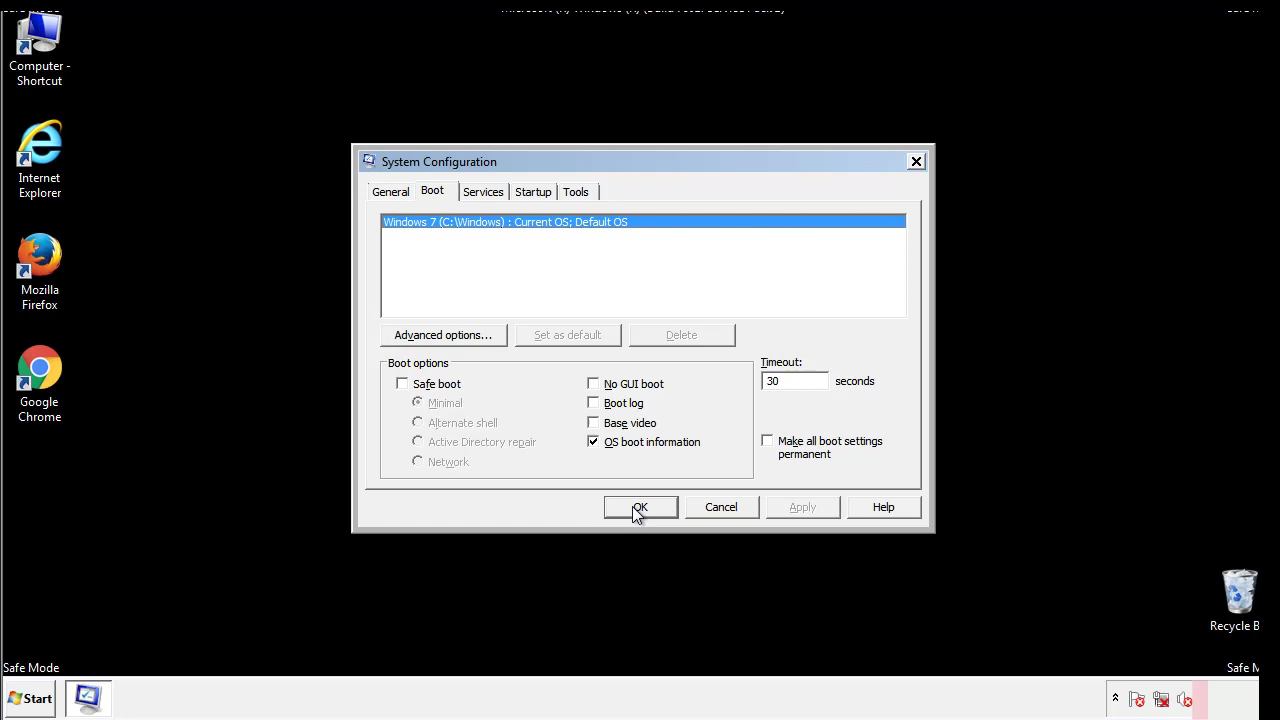 Computer -
Shortcut
Internet
Explorer
Mozilla
Firefox
Google
Chrome
System Configuration
General
Boot
Services
Startup
Tools
Windows 7 (C:\Windows) : Current OS; Default OS
Advanced options...
Set as default
Delete
Boot options
Safe boot
Minimal
Alternate shell
Active Directory repair
Network
No GUI boot
Boot log
Base video
OS boot information
Timeout:
30 seconds
Make all boot settings
permanent
OK
Cancel
Apply
Help
Recycle B
Safe Mode
Safe M
Start